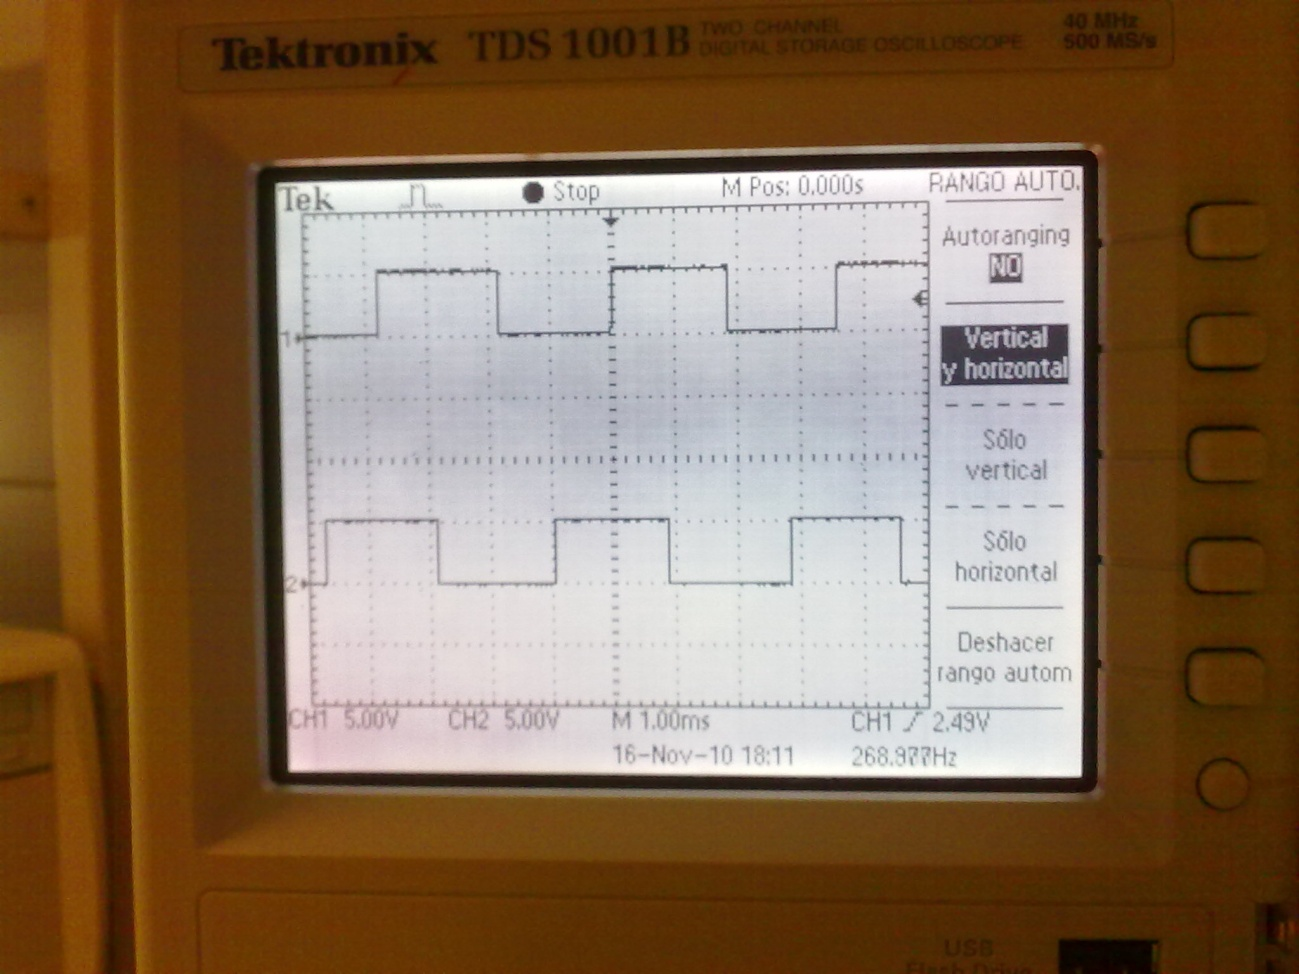 Tektronix TDS 1001B TWO CHANNEL DIGITAL STORAGE OSCILLOSCOPE 40 MHz 500 MS/s
Tek Stop M Pos: 0.000s RANGO AUTO.
Autoranging
NO
Vertical
y horizontal
Sólo
vertical
Sólo
horizontal
Deshacer
rango autom
1
2
CH1 5.00V CH2 5.00V M 1.00ms CH1 2.49V
16-Nov-10 18:11 268.977Hz
USB
Flash Drive